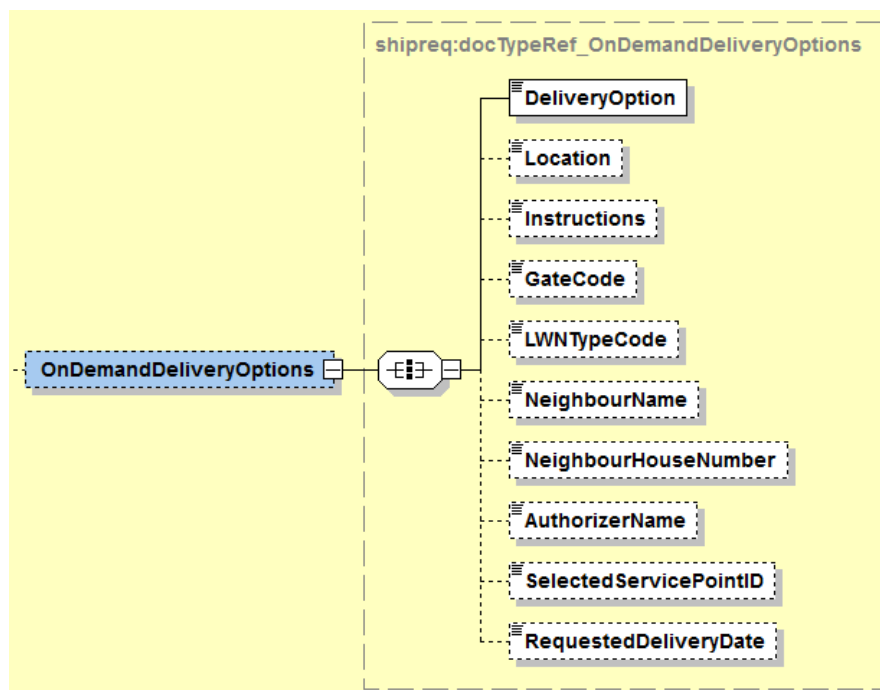 shipreq:docTypeRef_OnDemandDeliveryOptions
DeliveryOption
Location
Instructions
GateCode
LWNTypeCode
OnDemandDeliveryOptions
NeighbourName
NeighbourHouseNumber
AuthorizerName
SelectedServicePointID
RequestedDeliveryDate